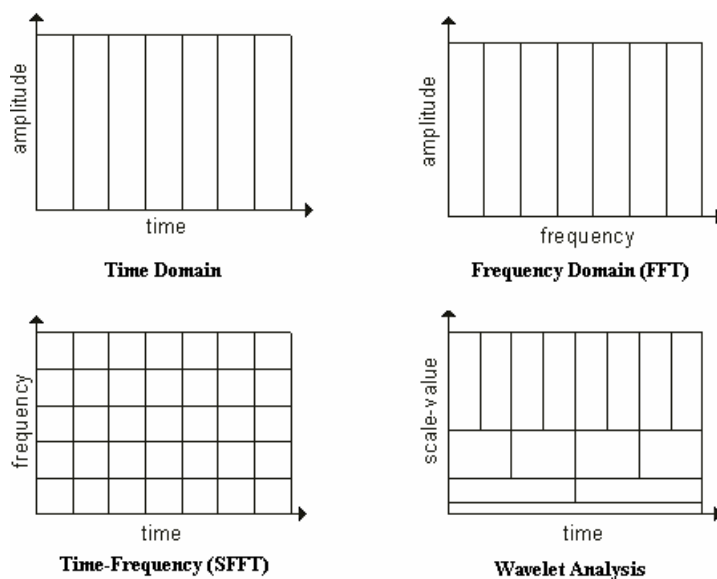 amplitude
time
Time Domain
amplitude
frequency
Frequency Domain (FFT)
frequency
time
Time-Frequency (SFFT)
scale-value
time
Wavelet Analysis